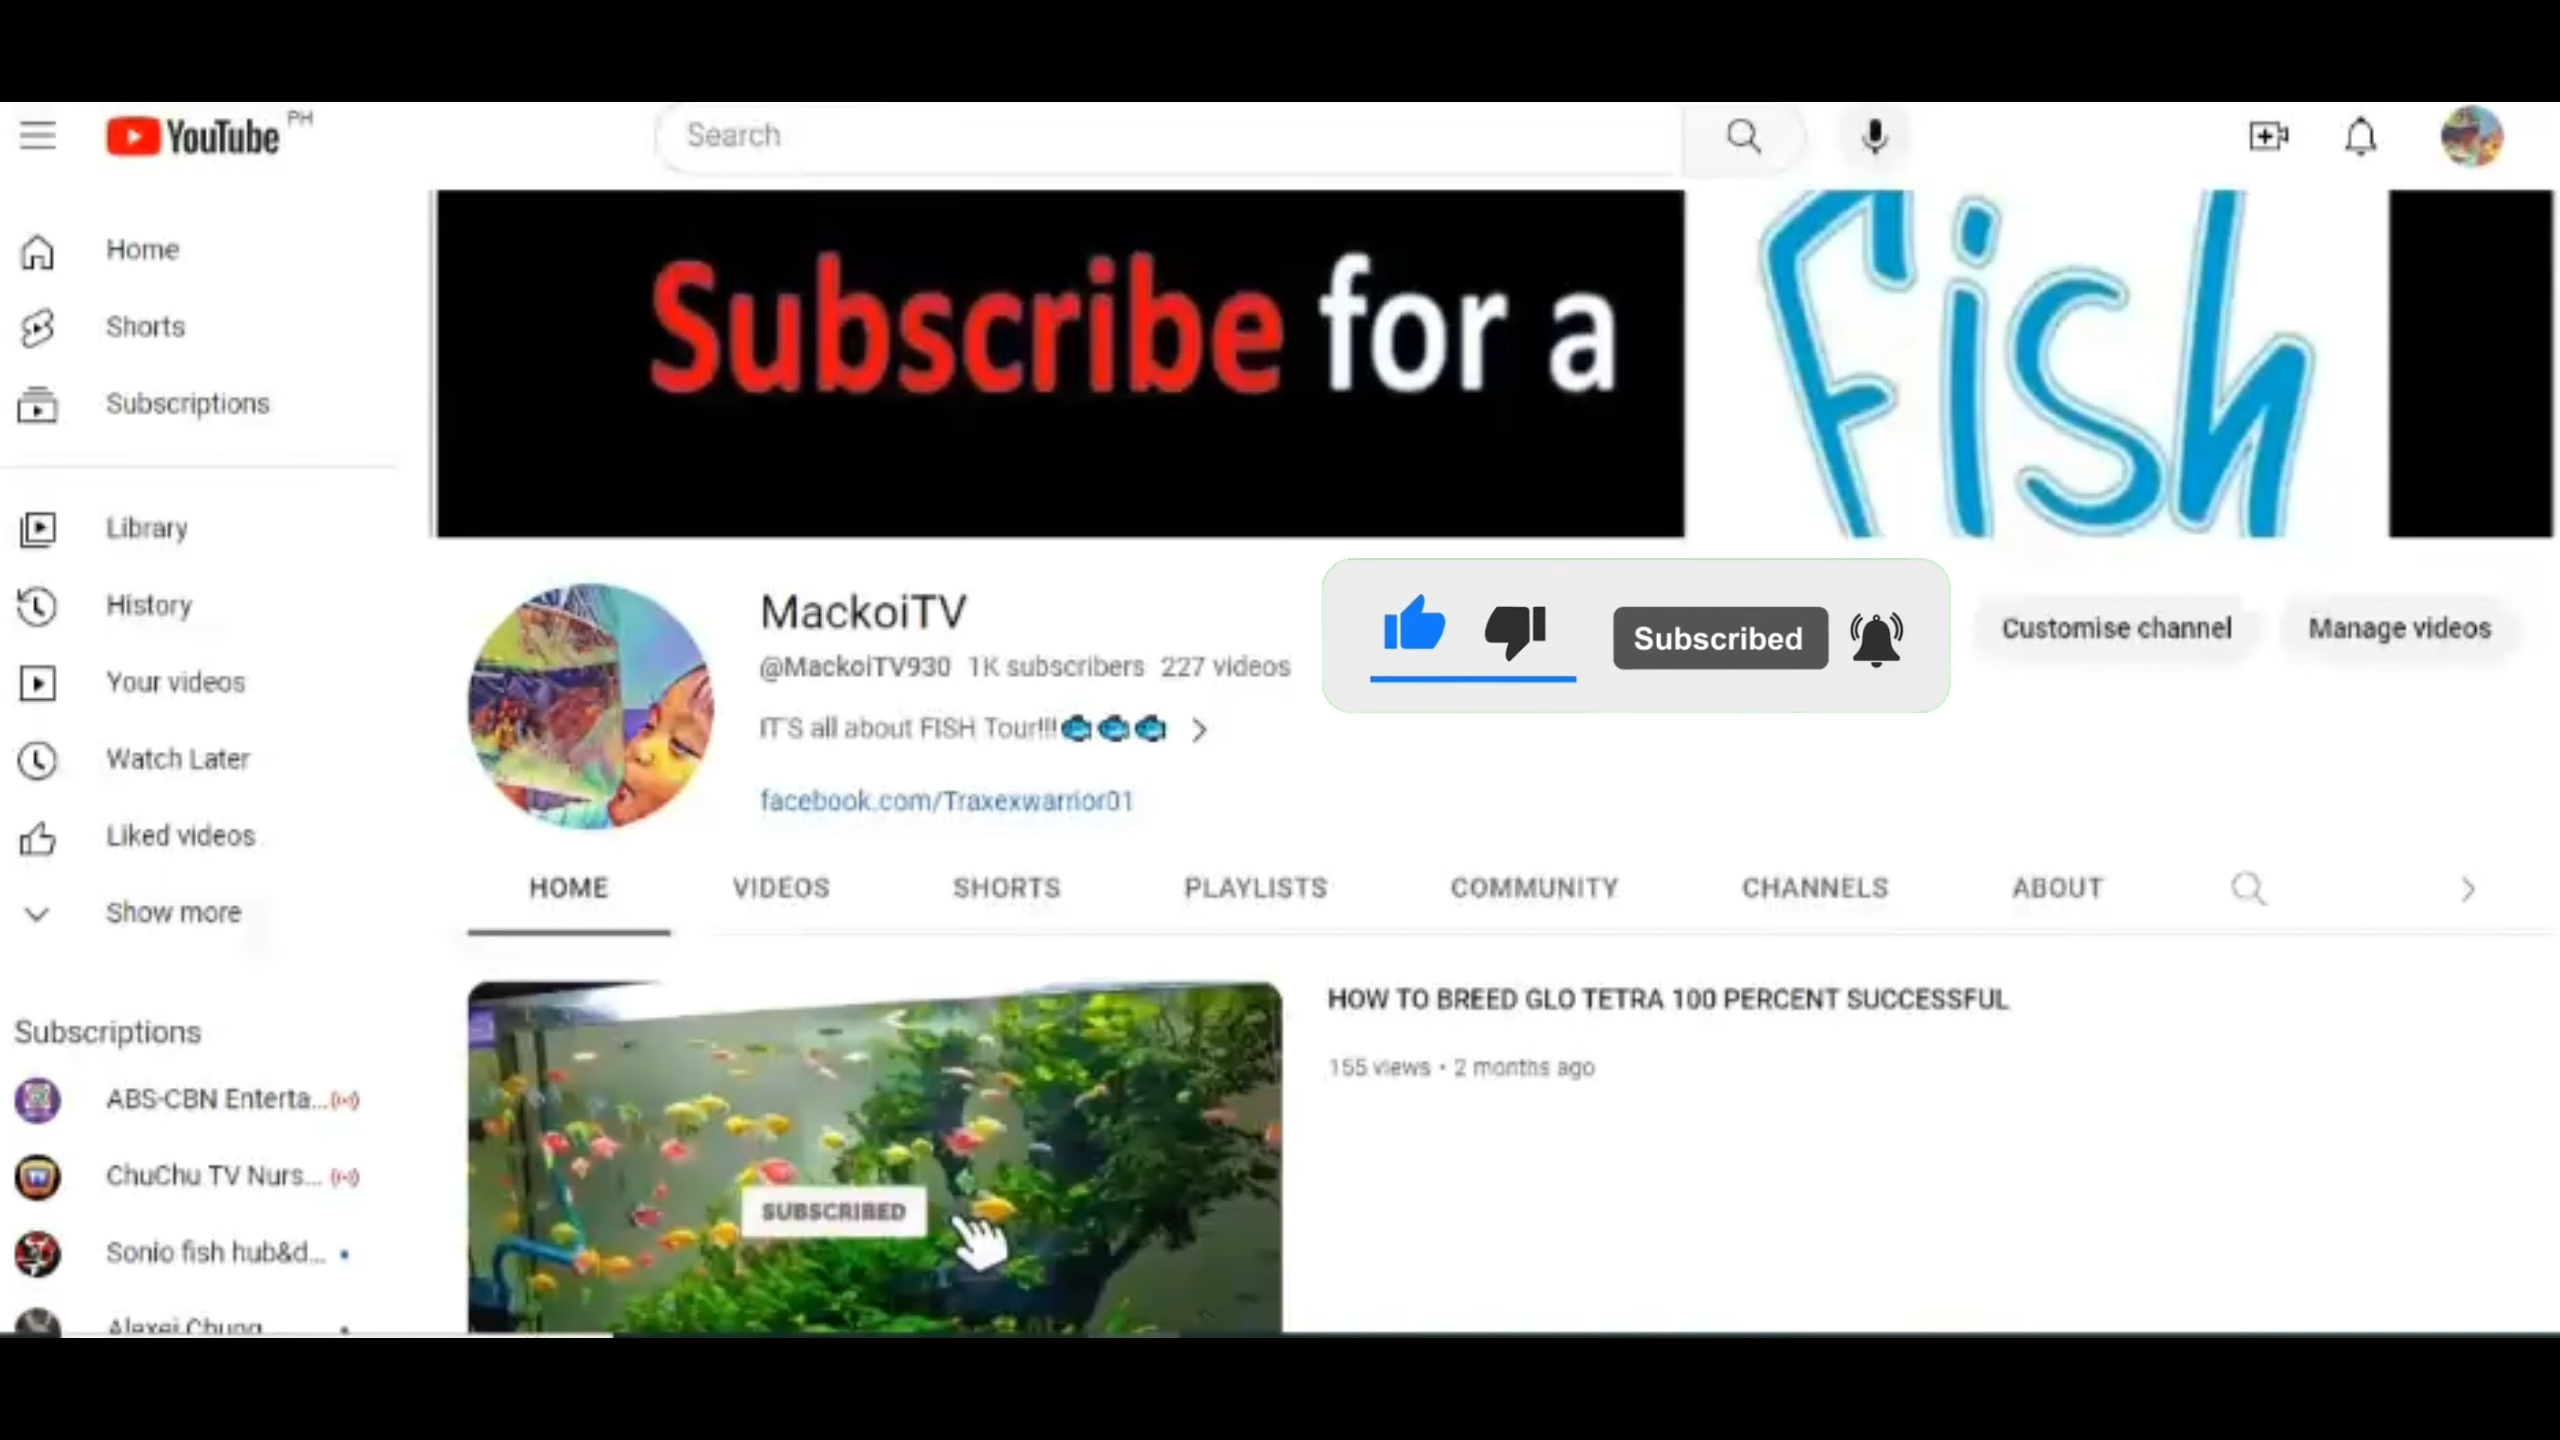 YouTube PH
Search
Home
Shorts
Subscriptions
Library
History
Your videos
Watch Later
Liked videos
Show more
Subscriptions
ABS-CBN Enterta...
ChuChu TV Nurs...
Sonio fish hub&d...
Alexei Chung
Subscribe for a Fish
MackoiTV
@MackoiTV930 1K subscribers 227 videos
IT'S all about FISH Tour!!!🐟🐟🐟
facebook.com/Traxexwarrior01
Subscribed
Customise channel
Manage videos
HOME VIDEOS SHORTS PLAYLISTS COMMUNITY CHANNELS ABOUT
SUBSCRIBED
HOW TO BREED GLO TETRA 100 PERCENT SUCCESSFUL
155 views • 2 months ago